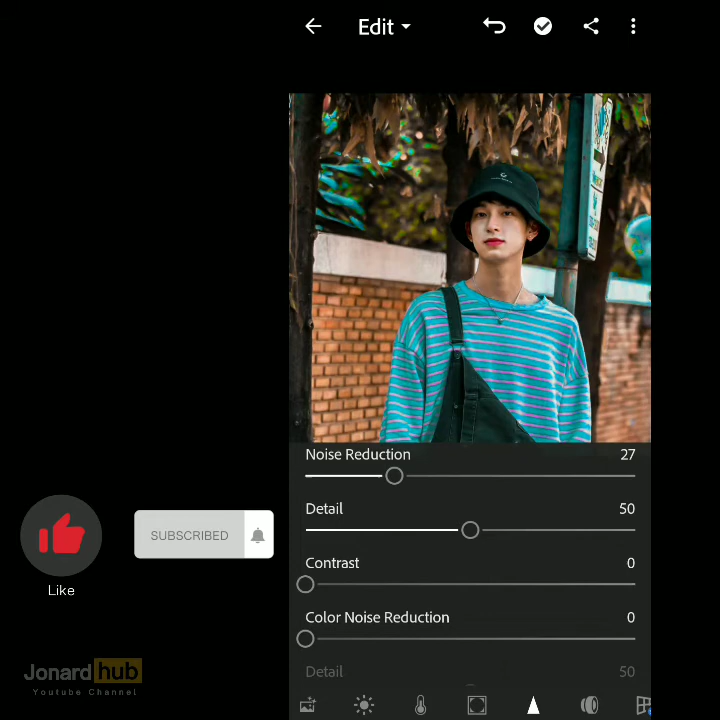 Edit
Noise Reduction 27
Detail 50
Contrast 0
Color Noise Reduction 0
Detail 50
SUBSCRIBED
Like
Jonard hub
Youtube Channel